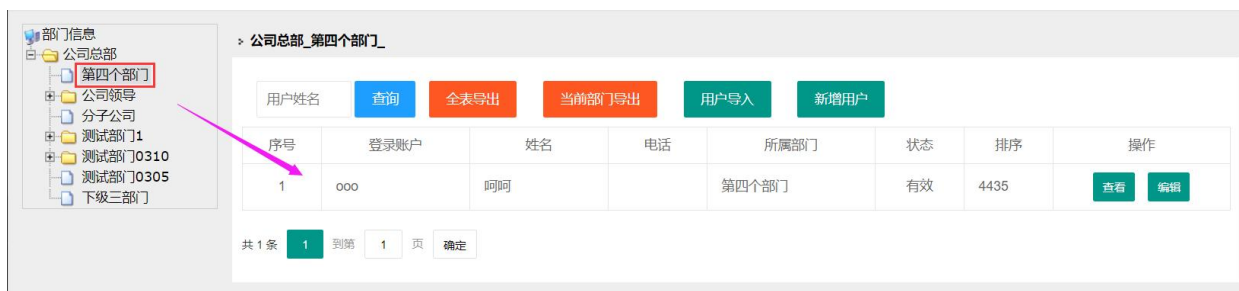 部门信息
公司总部
第四个部门
公司领导
分子公司
测试部门1
测试部门0310
测试部门0305
下级三部门
> 公司总部_第四个部门_
用户姓名 查询 全表导出 当前部门导出 用户导入 新增用户
序号 登录账户 姓名 电话 所属部门 状态 排序 操作
1 ooo 呵呵 第四个部门 有效 4435 查看 编辑
共 1 条 1 到第 1 页 确定